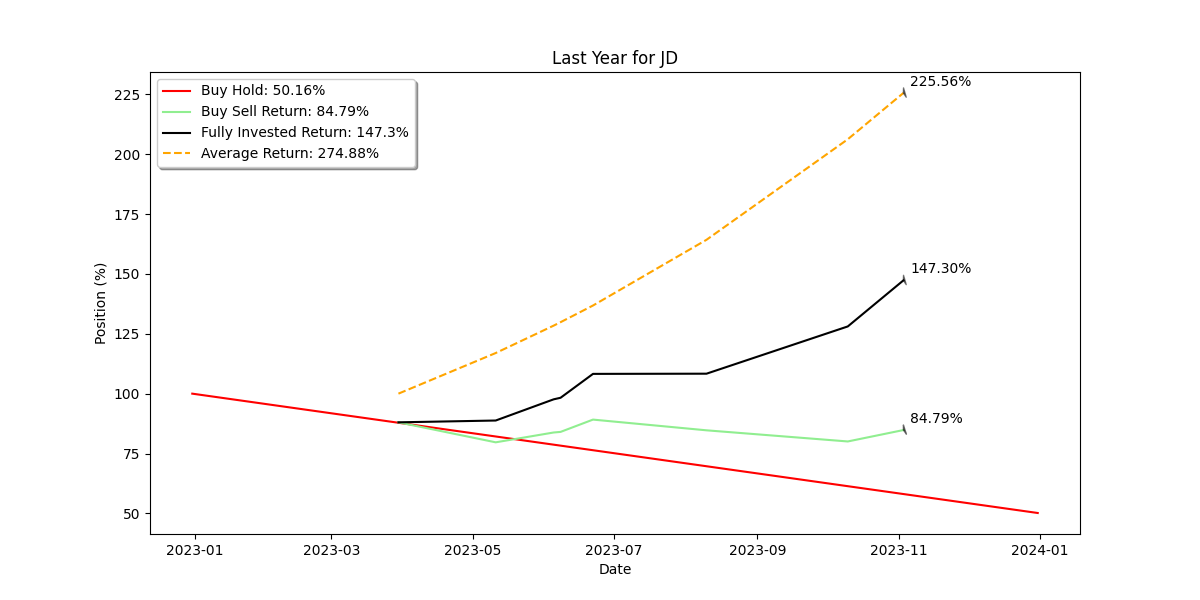 Last Year for JD
Buy Hold: 50.16%
Buy Sell Return: 84.79%
Fully Invested Return: 147.3%
Average Return: 274.88%
225.56%
147.30%
84.79%
Position (%)
225
200
175
150
125
100
75
50
2023-01
2023-03
2023-05
2023-07
2023-09
2023-11
2024-01
Date